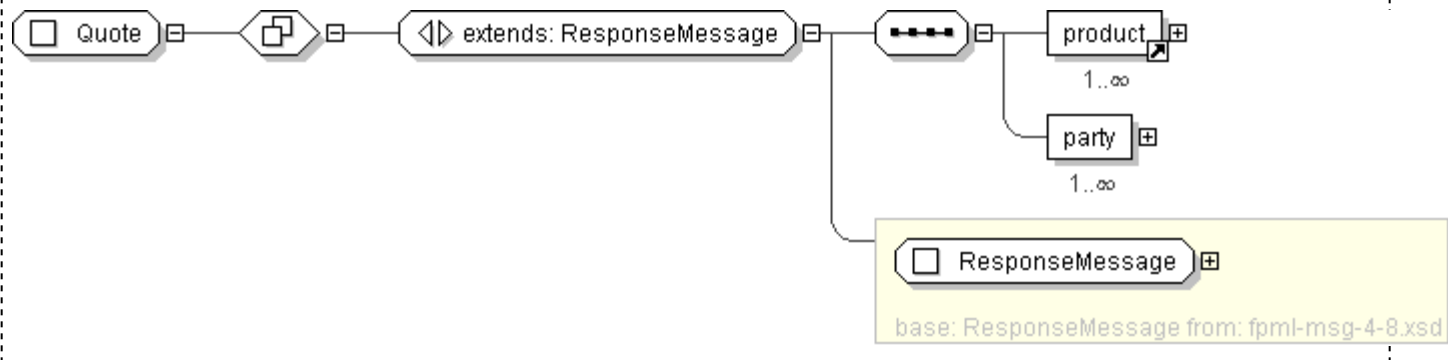 Quote
extends: ResponseMessage
product
1..∞
party
1..∞
ResponseMessage
base: ResponseMessage from: fpml-msg-4-8.xsd